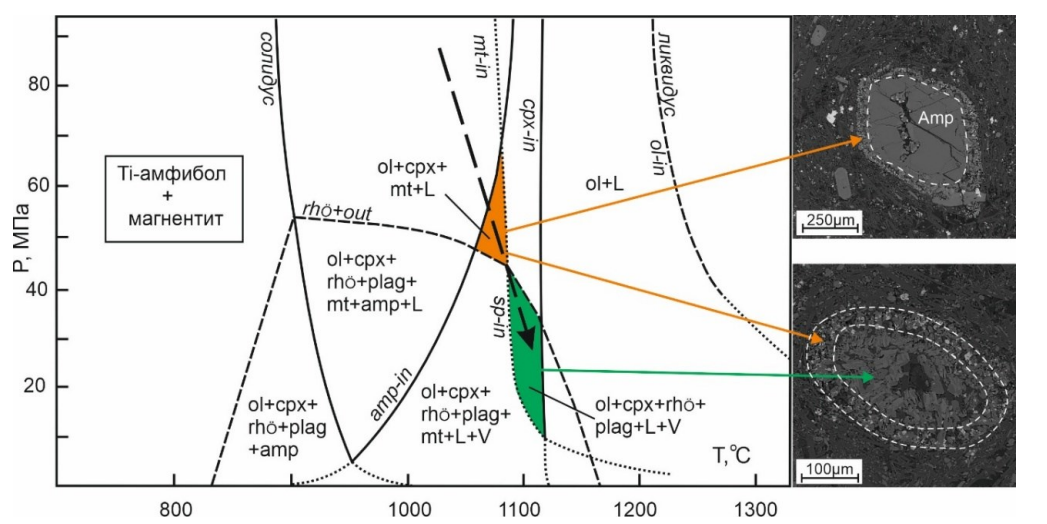 P, МПа
80
60
40
20
800
1000
1100
1200
1300
T,°C
солидус
mt-in
cpx-in
ликвидус
ol-in
Ti-амфибол
+
магнентит
ol+cpx+
mt+L
ol+L
rhö+out
ol+cpx+
rhö+plag+
mt+amp+L
sp-in
amp-in
ol+cpx+
rhö+plag
+amp
ol+cpx+
rhö+plag+
mt+L+V
ol+cpx+rhö+
plag+L+V
Amp
250µm
100µm